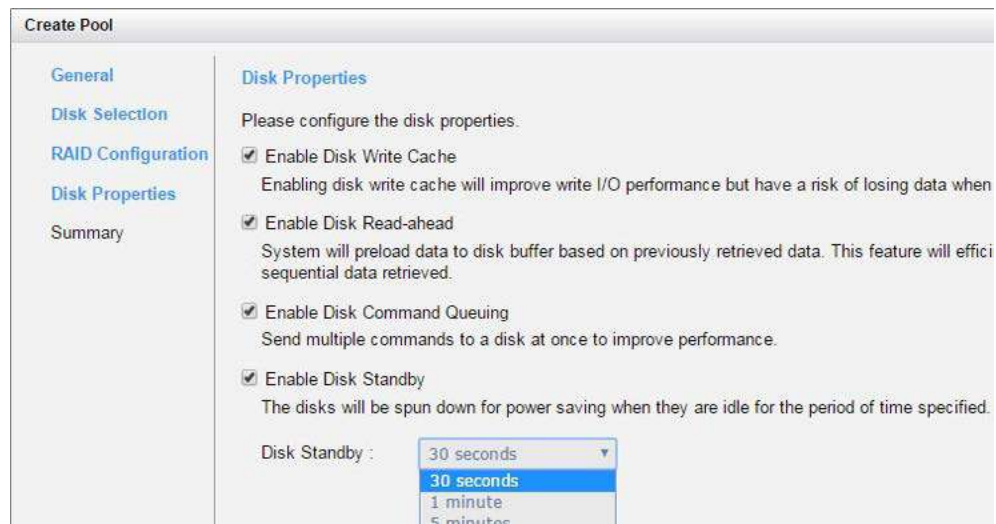 Create Pool
General
Disk Selection
RAID Configuration
Disk Properties
Summary
Disk Properties
Please configure the disk properties.
Enable Disk Write Cache
Enabling disk write cache will improve write I/O performance but have a risk of losing data when
Enable Disk Read-ahead
System will preload data to disk buffer based on previously retrieved data. This feature will
sequential data retrieved.
Enable Disk Command Queuing
Send multiple commands to a disk at once to improve performance.
Enable Disk Standby
The disks will be spun down for power saving when they are idle for the period of time specified.
Disk Standby :
30 seconds
30 seconds
1 minute
5 minutes